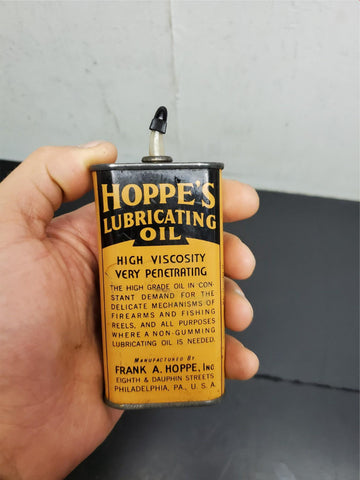 HOPPE'S
LUBRICATING
OIL
HIGH VISCOSITY
VERY PENETRATING
THE HIGH GRADE OIL IN CON-
STANT DEMAND FOR THE
DELICATE MECHANISMS OF
FIREARMS AND FISHING
REELS, AND ALL PURPOSES
WHERE A NON-GUMMING
LUBRICATING OIL IS NEEDED.
MANUFACTURED BY
FRANK A. HOPPE, INC
EIGHTH & DAUPHIN STREETS
PHILADELPHIA, PA., U. S. A.